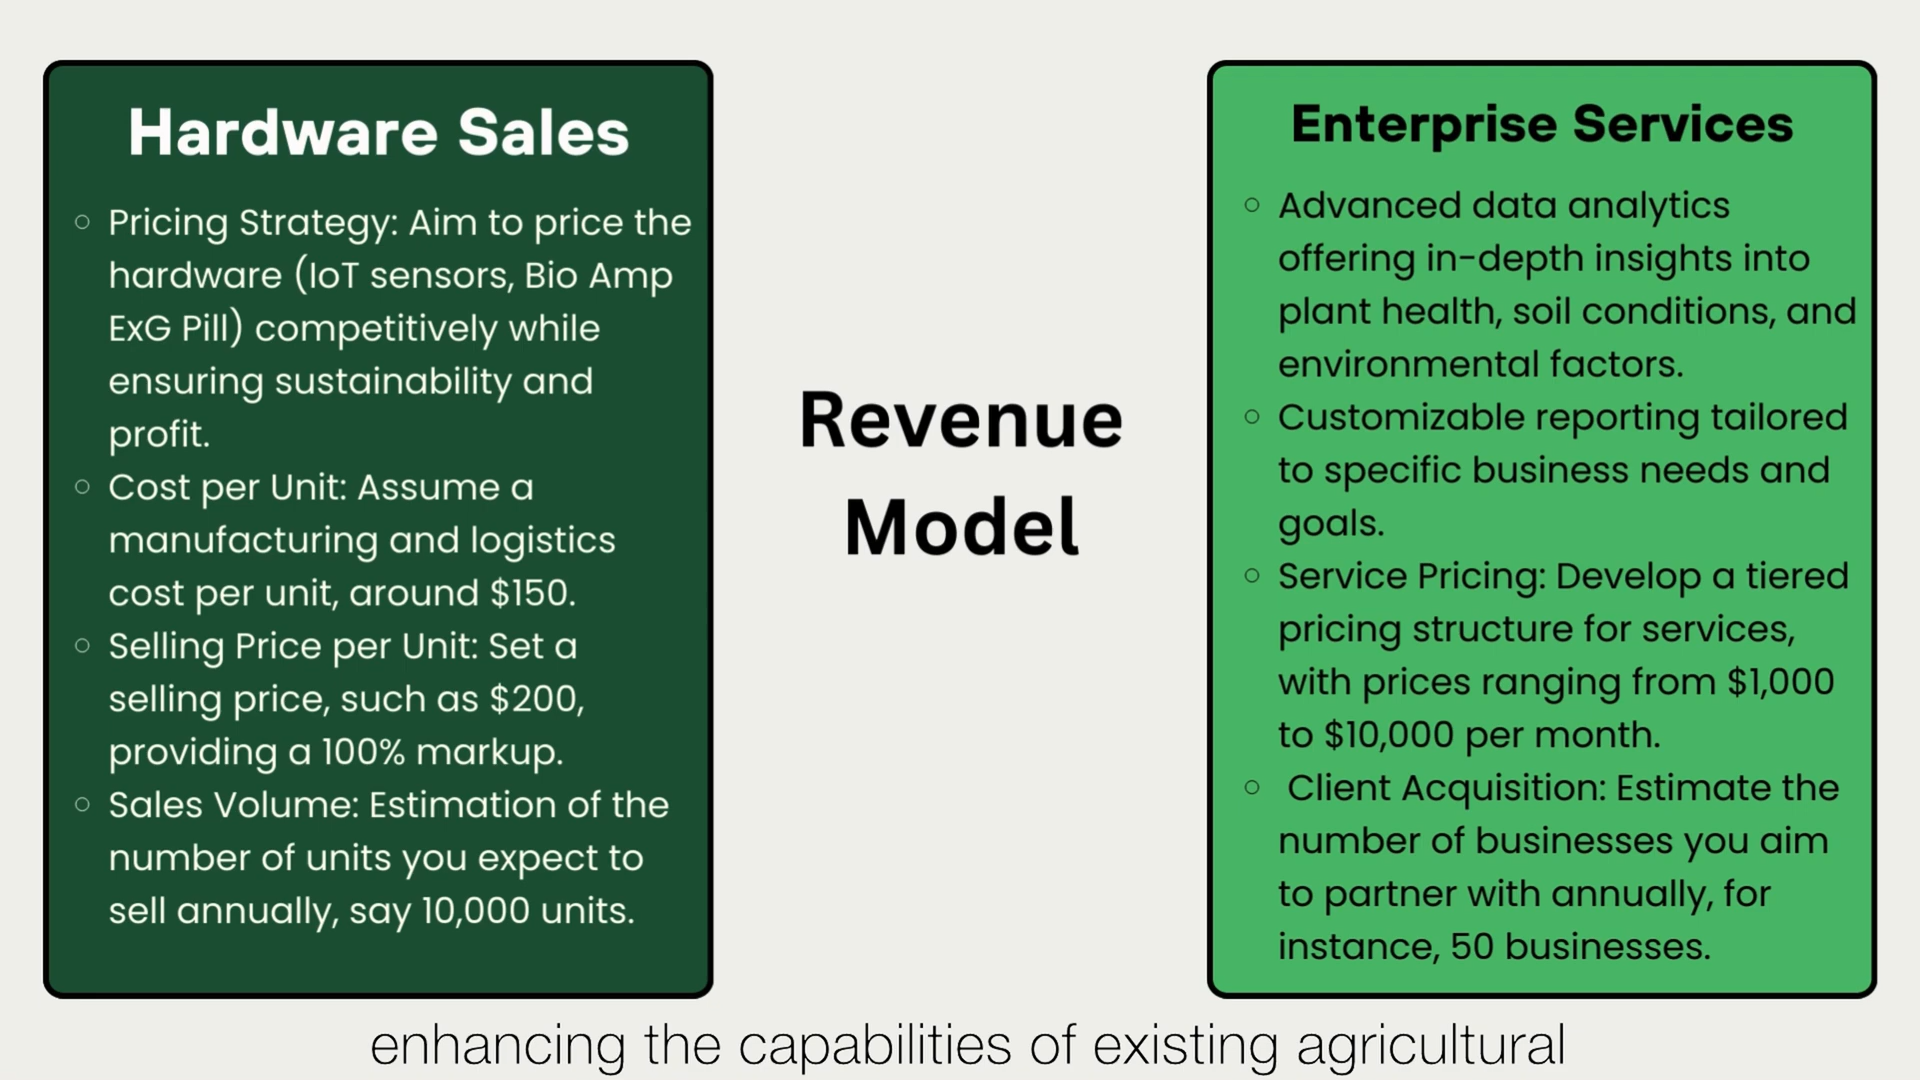 Hardware Sales
Pricing Strategy: Aim to price the
hardware (IoT sensors, Bio Amp
ExG Pill) competitively while
ensuring sustainability and
profit.
Cost per Unit: Assume a
manufacturing and logistics
cost per unit, around $150.
Selling Price per Unit: Set a
selling price, such as $200,
providing a 100% markup.
Sales Volume: Estimation of the
number of units you expect to
sell annually, say 10,000 units.
Revenue
Model
Enterprise Services
Advanced data analytics
offering in-depth insights into
plant health, soil conditions, and
environmental factors.
Customizable reporting tailored
to specific business needs and
goals.
Service Pricing: Develop a tiered
pricing structure for services,
with prices ranging from $1,000
to $10,000 per month.
Client Acquisition: Estimate the
number of businesses you aim
to partner with annually, for
instance, 50 businesses.
enhancing the capabilities of existing agricultural